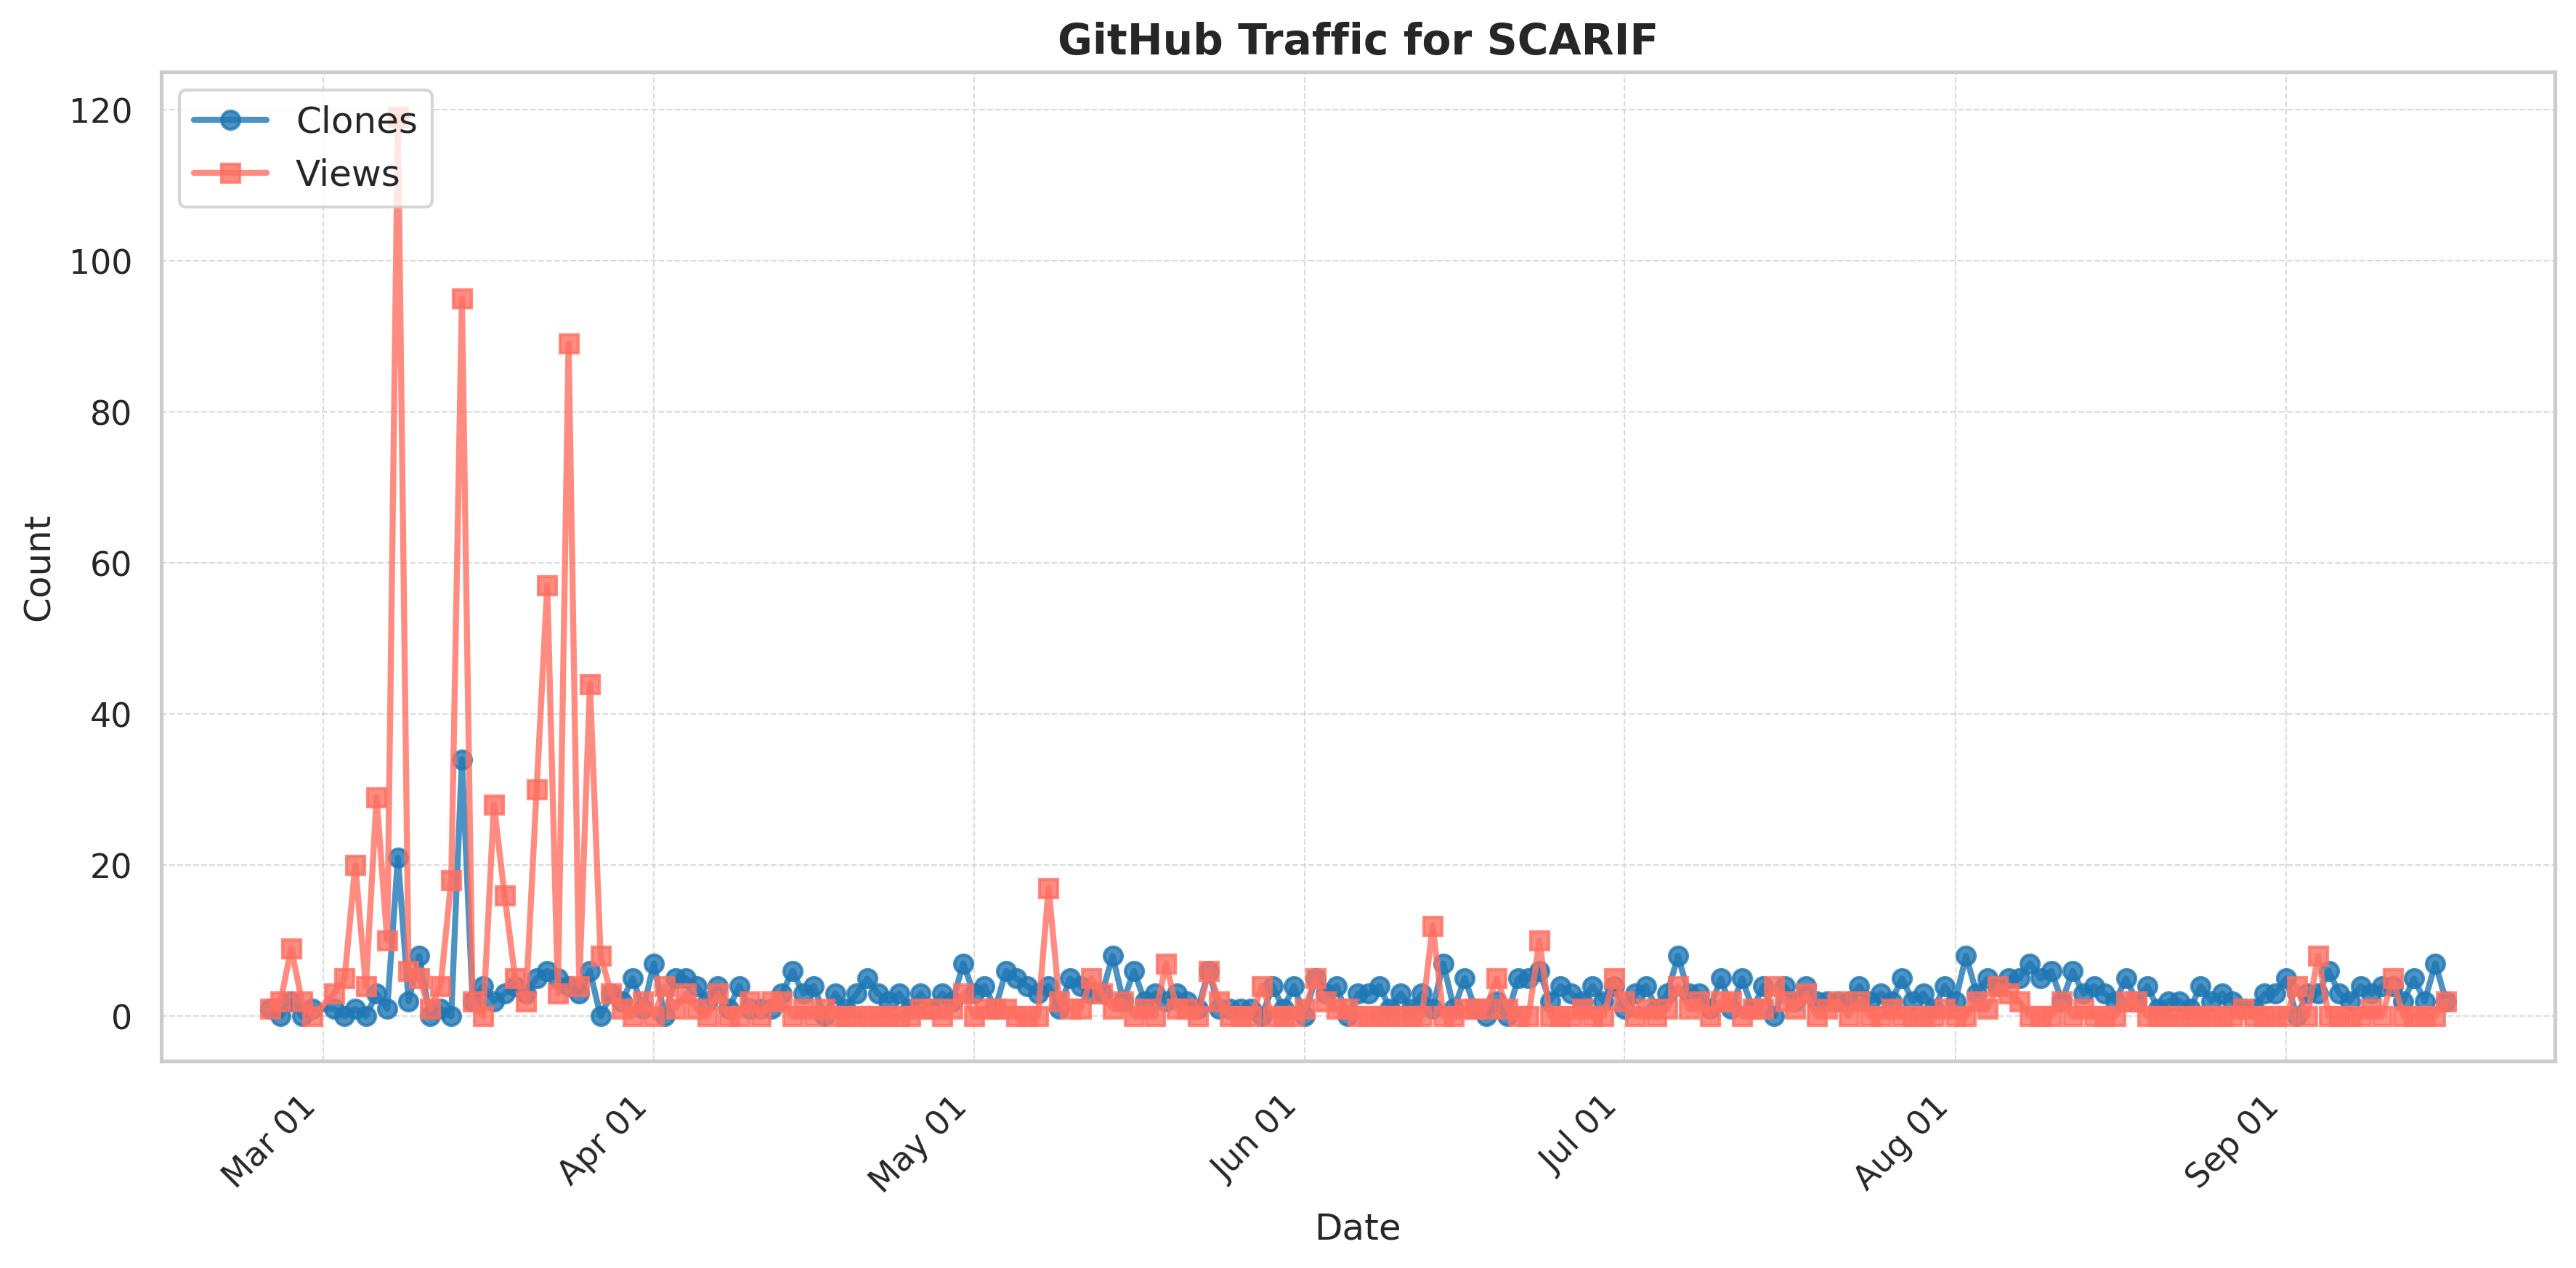 GitHub Traffic for SCARIF
Clones
Views
120
100
80
60
40
20
0
Count
Mar 01
Apr 01
May 01
Jun 01
Jul 01
Aug 01
Sep 01
Date